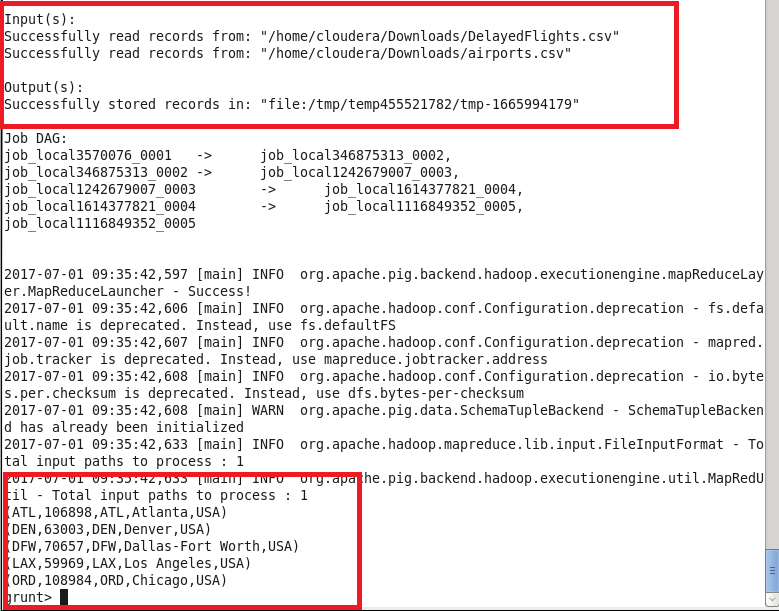 Input(s):
Successfully read records from: "/home/cloudera/Downloads/DelayedFlights.csv"
Successfully read records from: "/home/cloudera/Downloads/airports.csv"
Output(s):
Successfully stored records in: "file:/tmp/temp455521782/tmp-1665994179"
Job DAG:
job_local3570076_0001   ->      job_local346875313_0002,
job_local346875313_0002 ->      job_local1242679007_0003,
job_local1242679007_0003        ->      job_local1614377821_0004,
job_local1614377821_0004        ->      job_local1116849352_0005,
job_local1116849352_0005
2017-07-01 09:35:42,597 [main] INFO  org.apache.pig.backend.hadoop.executionengine.mapReduceLay
er.MapReduceLauncher - Success!
2017-07-01 09:35:42,606 [main] INFO  org.apache.hadoop.conf.Configuration.deprecation - fs.defa
ult.name is deprecated. Instead, use fs.defaultFS
2017-07-01 09:35:42,607 [main] INFO  org.apache.hadoop.conf.Configuration.deprecation - mapred.
job.tracker is deprecated. Instead, use mapreduce.jobtracker.address
2017-07-01 09:35:42,608 [main] INFO  org.apache.hadoop.conf.Configuration.deprecation - io.byte
s.per.checksum is deprecated. Instead, use dfs.bytes-per-checksum
2017-07-01 09:35:42,608 [main] WARN  org.apache.pig.data.SchemaTupleBackend - SchemaTupleBacken
d has already been initialized
2017-07-01 09:35:42,633 [main] INFO  org.apache.hadoop.mapreduce.lib.input.FileInputFormat - To
tal input paths to process : 1
2017-07-01 09:35:42,633 [main] INFO  org.apache.pig.backend.hadoop.executionengine.util.MapRedU
til - Total input paths to process : 1
(ATL,106898,ATL,Atlanta,USA)
(DEN,63003,DEN,Denver,USA)
(DFW,70657,DFW,Dallas-Fort Worth,USA)
(LAX,59969,LAX,Los Angeles,USA)
(ORD,108984,ORD,Chicago,USA)
grunt>